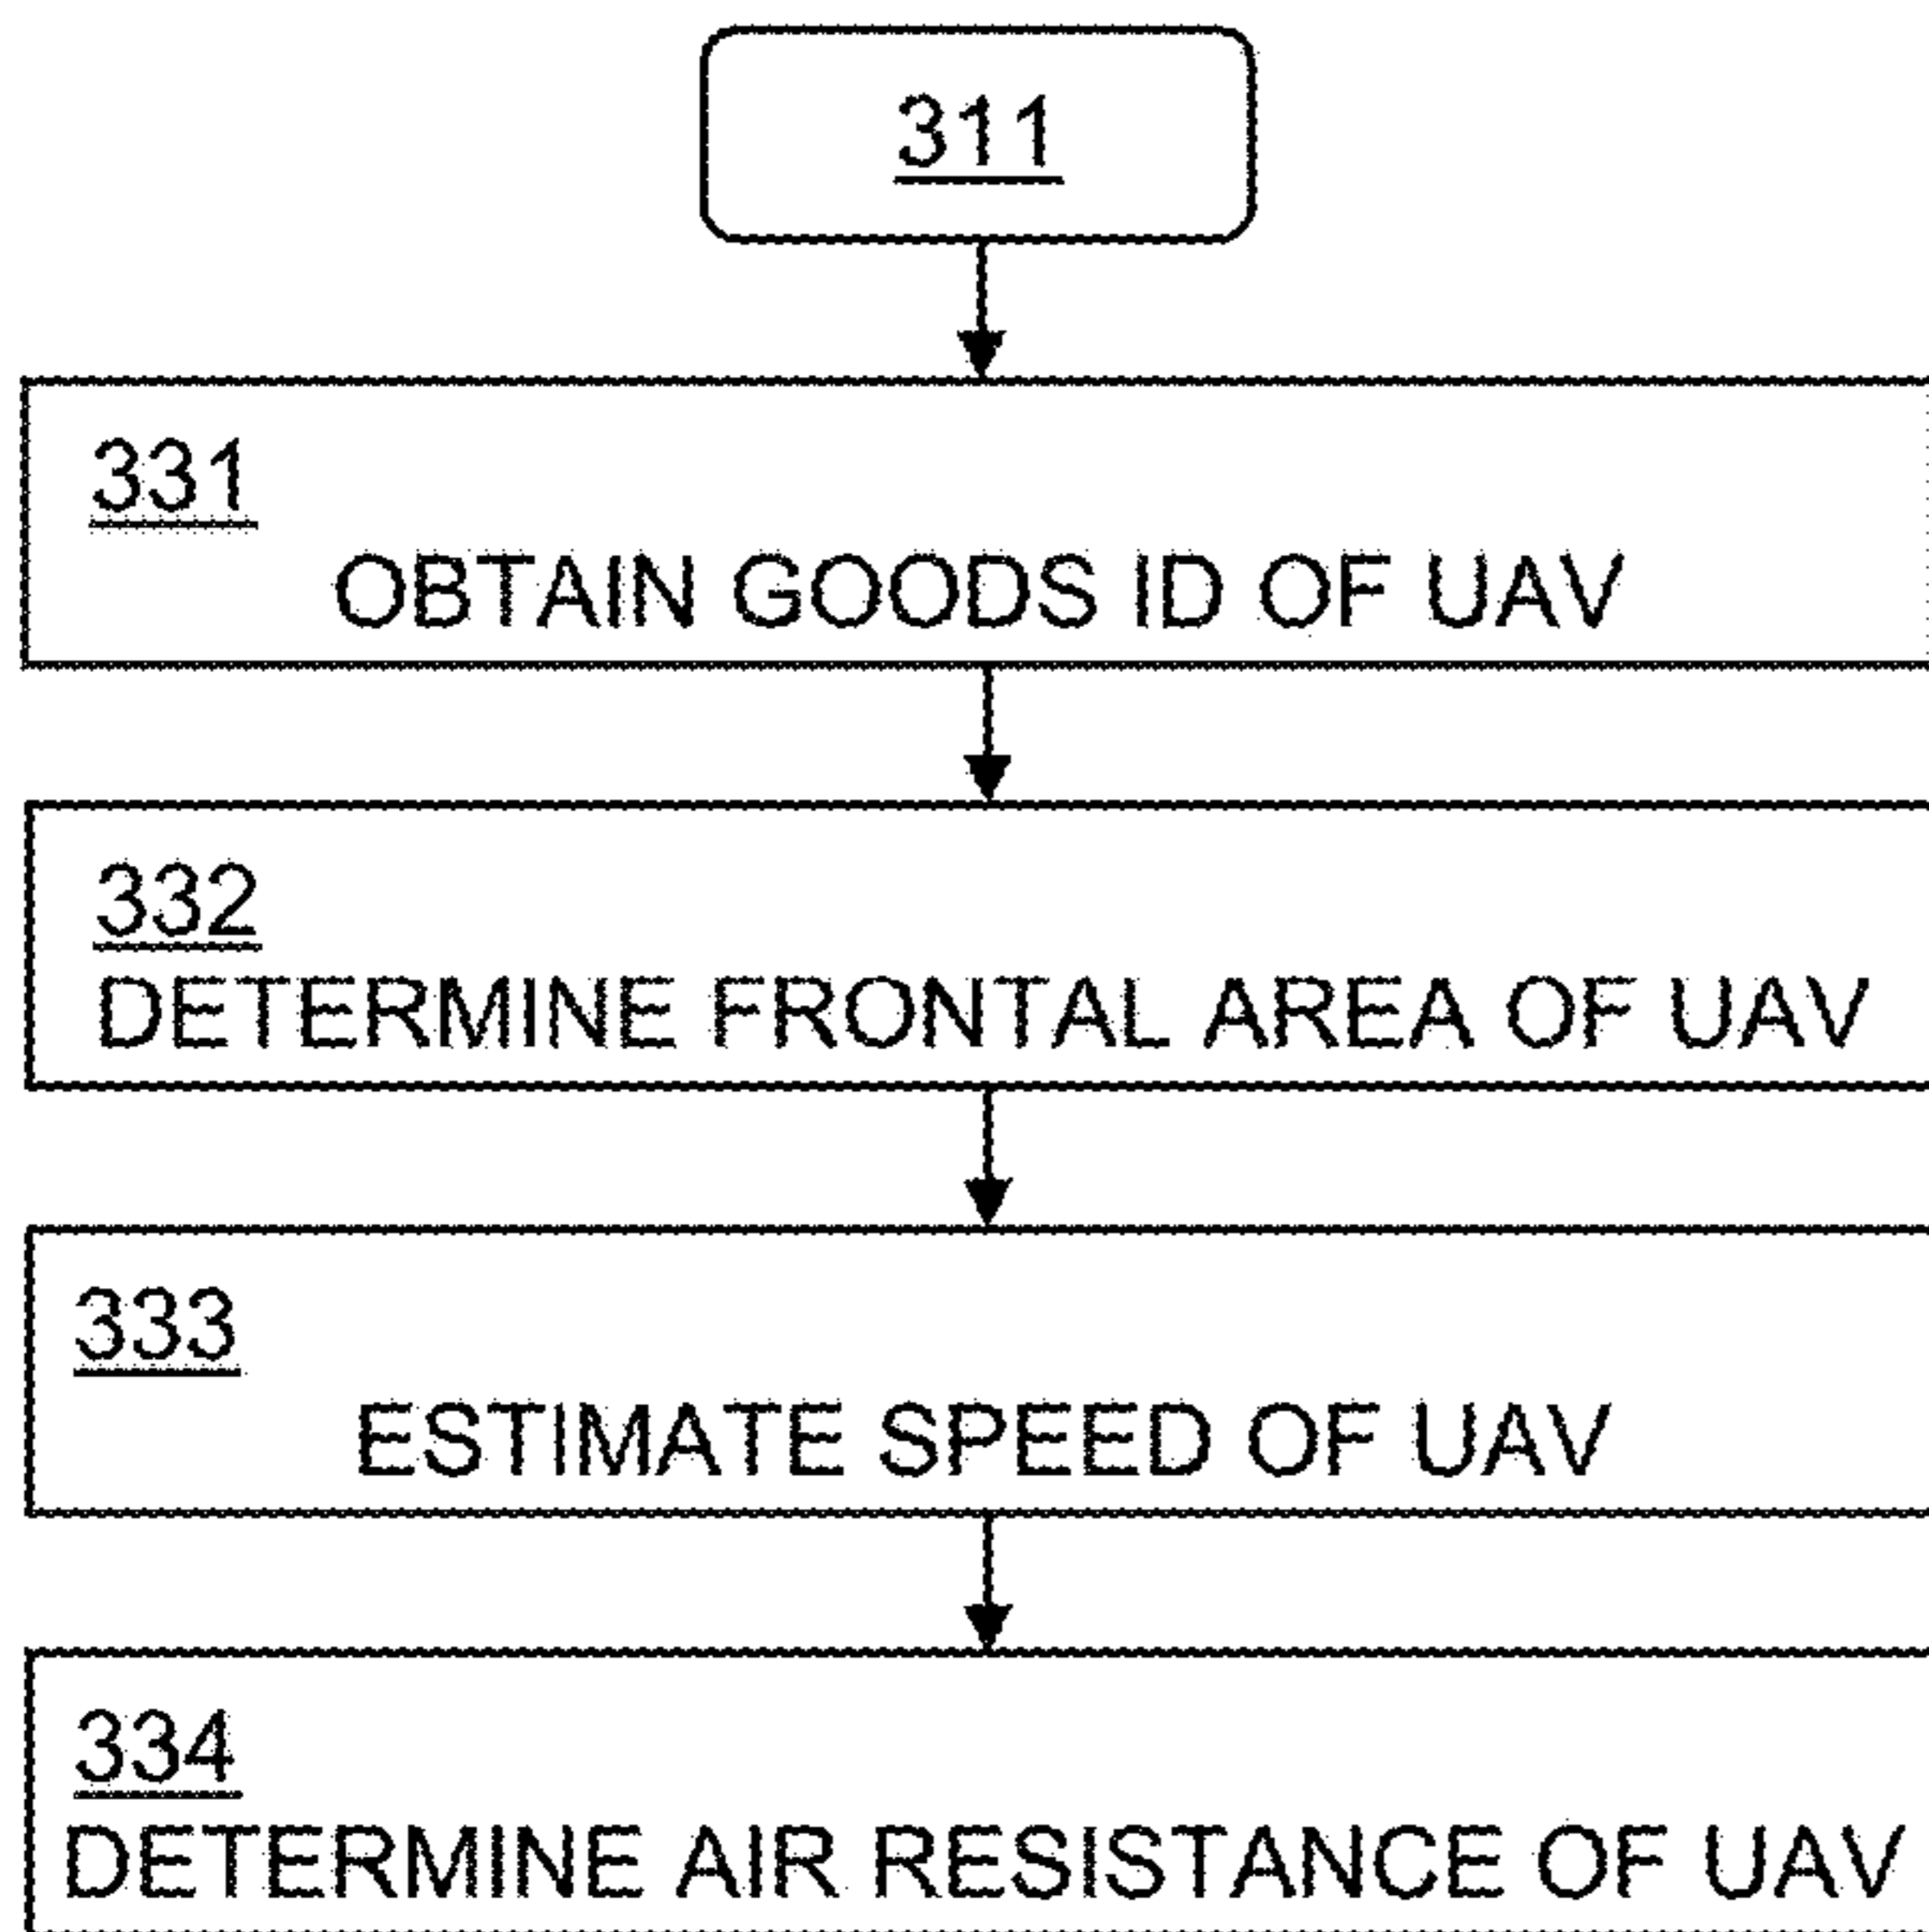 311
331
OBTAIN GOODS ID OF UAV
332
DETERMINE FRONTAL AREA OF UAV
333
ESTIMATE SPEED OF UAV
334
DETERMINE AIR RESISTANCE OF UAV